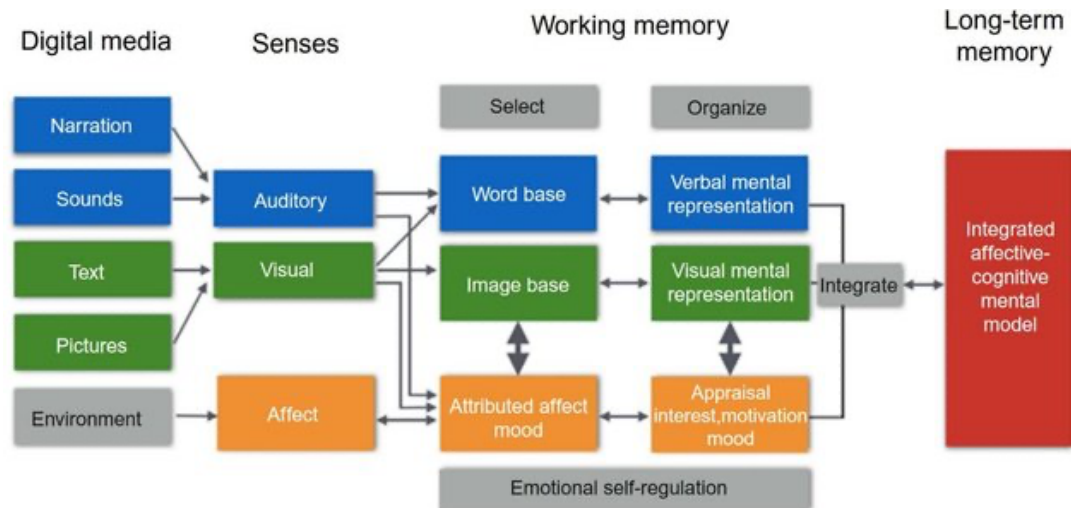 Digital media
Senses
Working memory
Long-term
memory
Select
Organize
Narration
Sounds
Auditory
Word base
Verbal mental
representation
Text
Visual
Image base
Visual mental
representation
Integrate
Integrated
affective-
cognitive
mental
model
Pictures
Environment
Affect
Attributed affect
mood
Appraisal
interest,motivation
mood
Emotional self-regulation